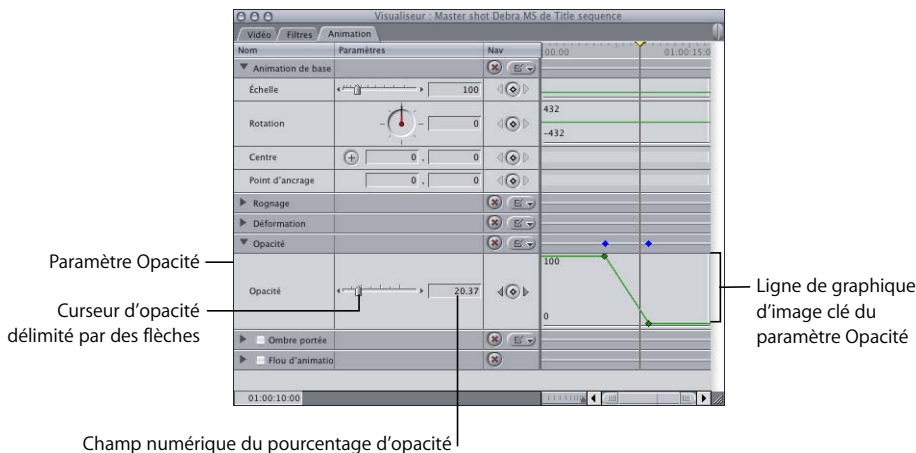 Visualiseur : Master shot Debra MS de Title sequence
Vidéo Filtres Animation
Nom Paramètres Nav :00:00 01:00:15:0
Animation de base
Échelle 100
432
Rotation 0
-432
Centre 0 , 0
Point d'ancrage 0 , 0
Rognage
Déformation
Opacité
100
Opacité 20.37
0
Ombre portée
Flou d'animatio
01:00:10:00
Paramètre Opacité
Curseur d'opacité
délimité par des flèches
Ligne de graphique
d'image clé du
paramètre Opacité
Champ numérique du pourcentage d'opacité